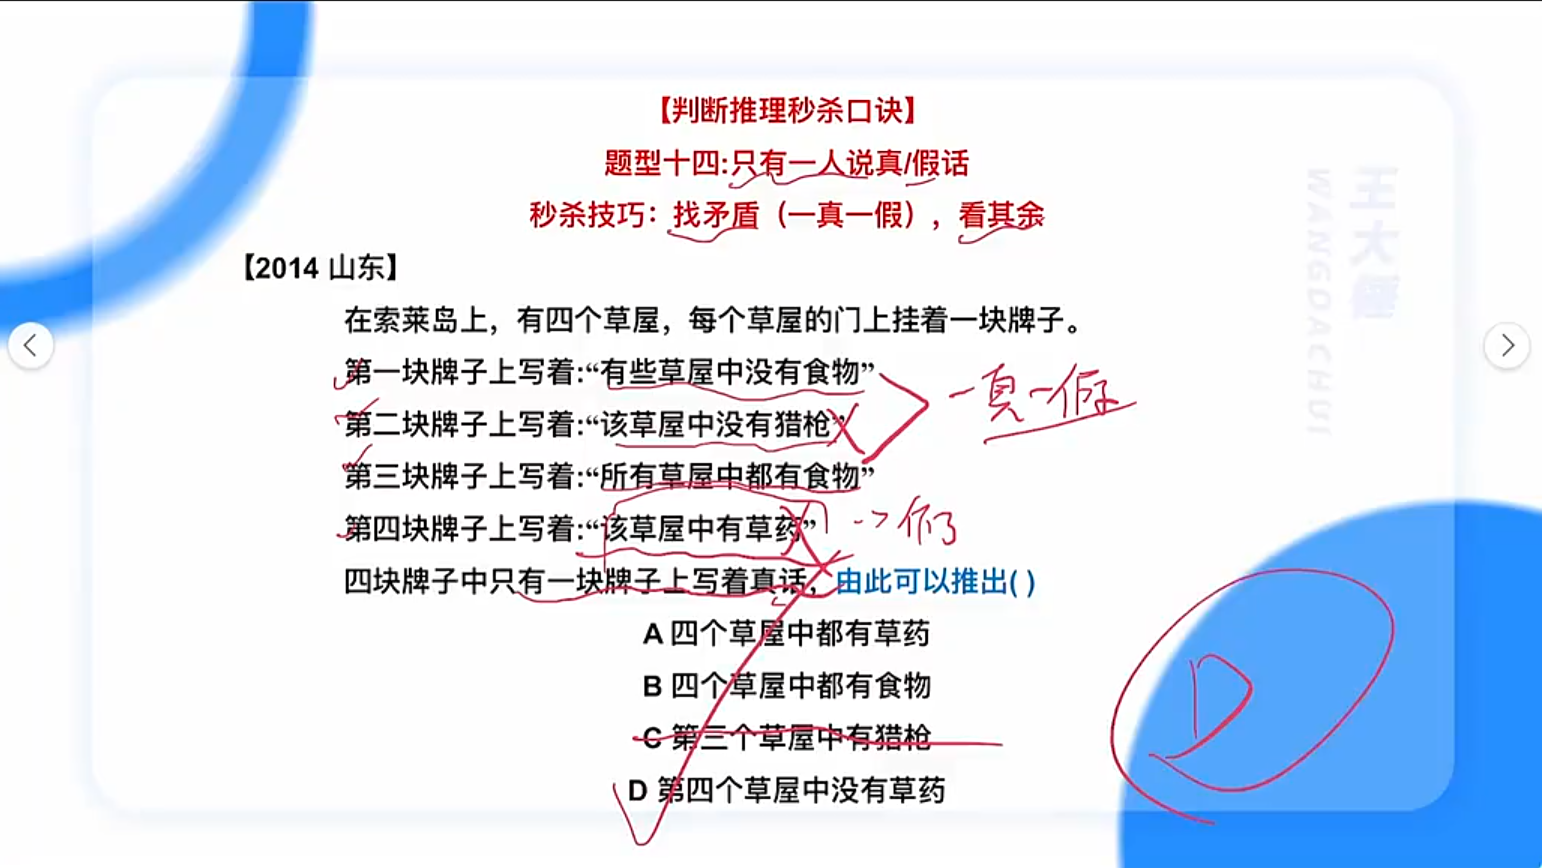 【判断推理秒杀口诀】
题型十四:只有一人说真/假话
秒杀技巧：找矛盾（一真一假），看其余
【2014 山东】
在索莱岛上，有四个草屋，每个草屋的门上挂着一块牌子。
第一块牌子上写着:“有些草屋中没有食物”
一真一假
第二块牌子上写着:“该草屋中没有猎枪”
第三块牌子上写着:“所有草屋中都有食物”
第四块牌子上写着:“该草屋中有草药”
-> 假
四块牌子中只有一块牌子上写着真话，由此可以推出( )
A 四个草屋中都有草药
B 四个草屋中都有食物
C 第三个草屋中有猎枪
D 第四个草屋中没有草药
D
WANGDACHUI